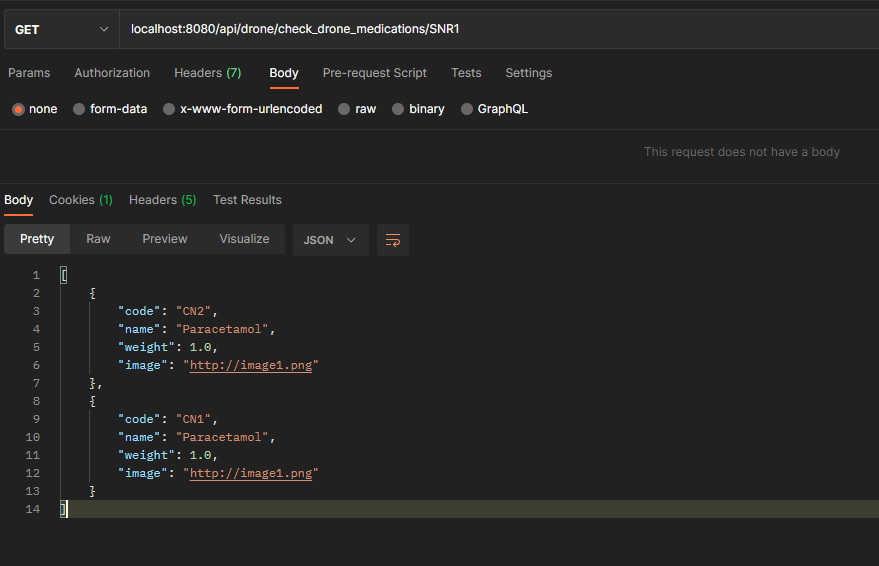 GET localhost:8080/api/drone/check_drone_medications/SNR1
Params Authorization Headers (7) Body Pre-request Script Tests Settings
none form-data x-www-form-urlencoded raw binary GraphQL
This request does not have a body
Body Cookies (1) Headers (5) Test Results
Pretty Raw Preview Visualize JSON
1 [
2 {
3 "code": "CN2",
4 "name": "Paracetamol",
5 "weight": 1.0,
6 "image": "http://image1.png"
7 },
8 {
9 "code": "CN1",
10 "name": "Paracetamol",
11 "weight": 1.0,
12 "image": "http://image1.png"
13 }
14 ]